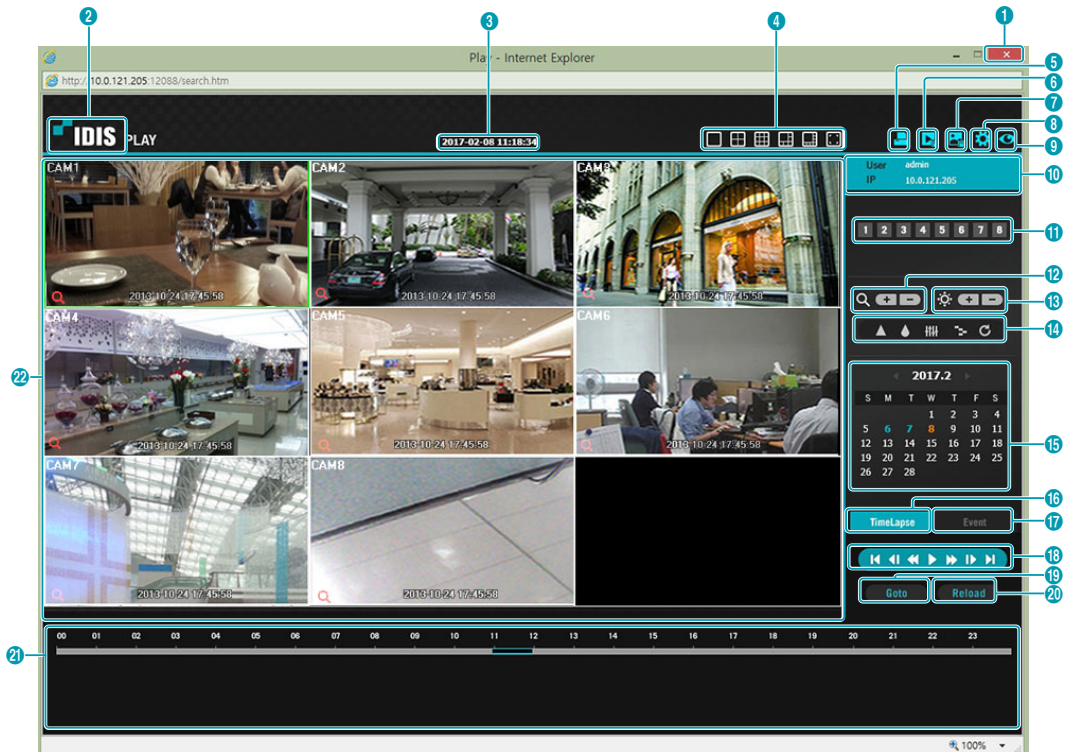 2
3
4
1
Play - Internet Explorer
http://10.0.121.205:12088/search.htm
5
6
7
8
9
IDIS PLAY
2017-02-08 11:18:34
User admin
IP 10.0.121.205
10
CAM1
2013-10-24 17:45:58
CAM2
2013-10-24 17:45:58
2013-10-24 17:45:58
1 2 3 4 5 6 7 8
11
12
13
14
CAM4
2013-10-24 17:45:58
CAM5
2013-10-24 17:45:58
CAM6
2013-10-24 17:45:58
22
2017.2
S M T W T F S
1 2 3 4
5 6 7 8 9 10 11
12 13 14 15 16 17 18
19 20 21 22 23 24 25
26 27 28
15
CAM7
2013-10-24 17:45:58
CAM8
2013-10-24 17:45:58
16
TimeLapse
Event
17
18
19
Goto
Reload
20
00 01 02 03 04 05 06 07 08 09 10 11 12 13 14 15 16 17 18 19 20 21 22 23
21
100%